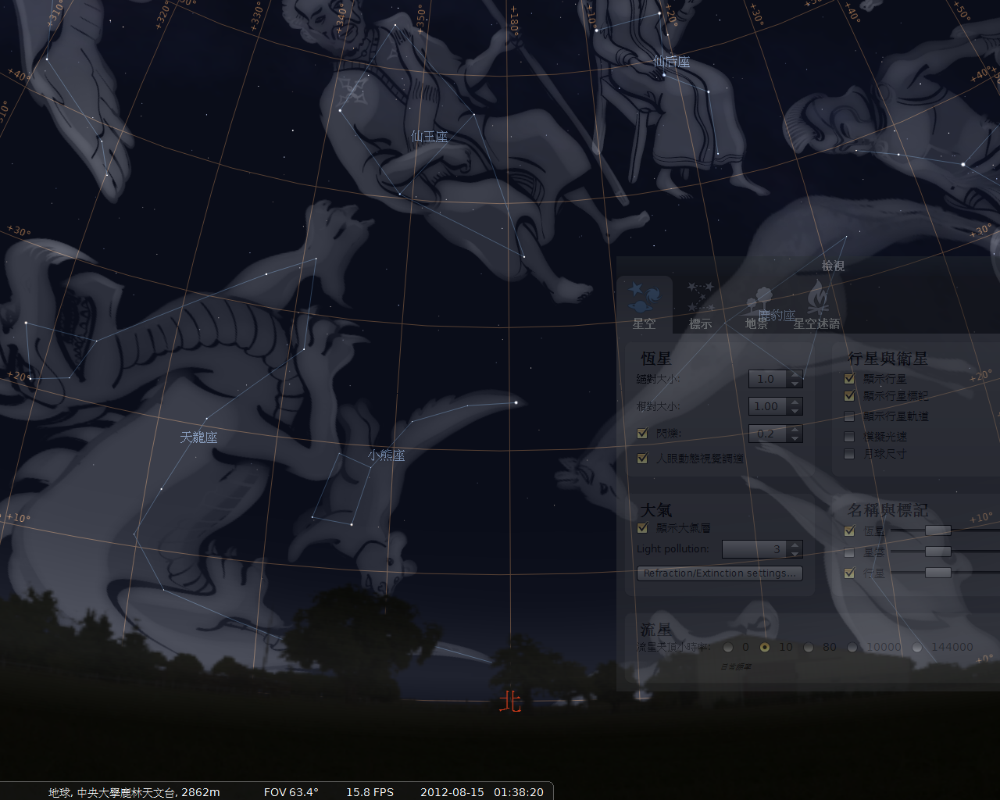 +310°
+320°
+330°
+340°
+350°
+180°
+10°
+20°
+30°
+40°
+50°
仙后座
+40°
+40°
+310°
仙王座
+30°
+30°
檢視
星空
標示
地景
星空述語
鹿豹座
恆星
行星與衛星
絕對大小:
1.0
顯示行星
+20°
+20°
顯示行星標記
相對大小:
1.00
顯示行星軌道
閃爍:
0.2
模擬光速
天龍座
小熊座
人眼動態視覺調適
月球尺寸
大氣
名稱與標記
+10°
+10°
顯示大氣層
恆星
Light pollution:
3
星雲
Refraction/Extinction settings...
行星
流星
流星天頂小時率:
0
10
80
10000
144000
+0°
日常頻率
北
地球, 中央大學鹿林天文台, 2862m
FOV 63.4°
15.8 FPS
2012-08-15
01:38:20